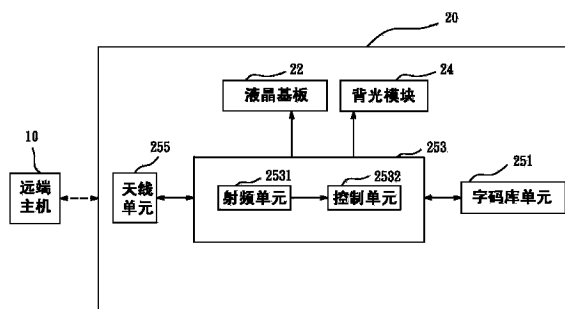 20
22
液晶基板
24
背光模块
10
远端
主机
255
天线
单元
253
2531
射频单元
2532
控制单元
251
字码库单元